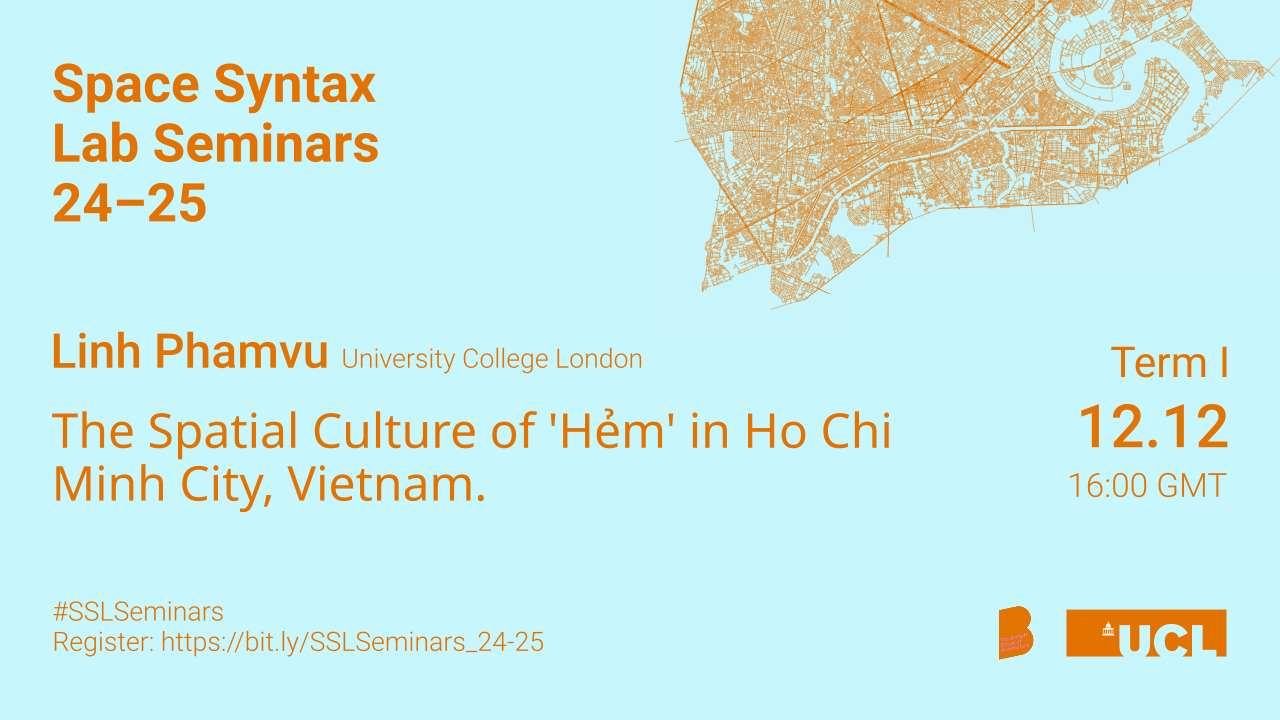 Space Syntax
Lab Seminars
24–25
Linh Phamvu University College London
The Spatial Culture of 'Hẻm' in Ho Chi
Minh City, Vietnam.
Term I
12.12
16:00 GMT
#SSLSeminars
Register: https://bit.ly/SSLSeminars_24-25
UCL